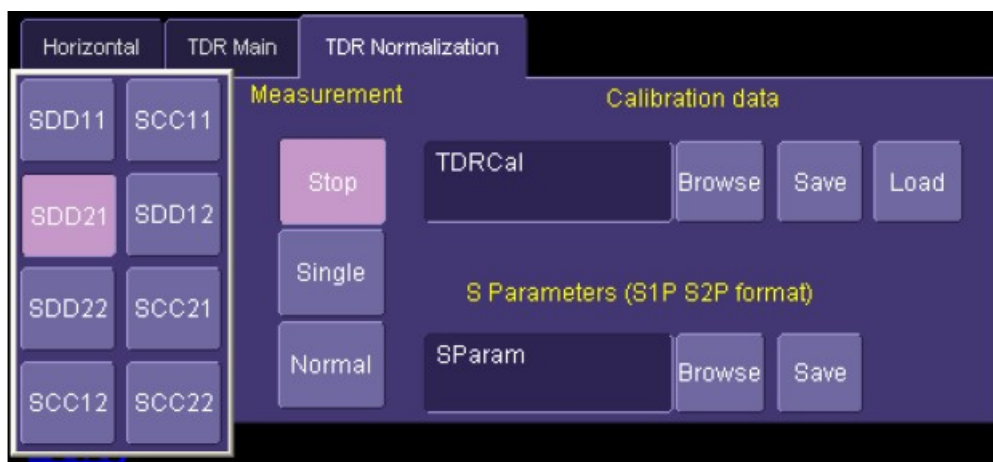 Horizontal
TDR Main
TDR Normalization
SDD11
SCC11
SDD21
SDD12
SDD22
SCC21
SCC12
SCC22
Measurement
Stop
Single
Normal
Calibration data
TDRCal
Browse
Save
Load
S Parameters (S1P S2P format)
SParam
Browse
Save